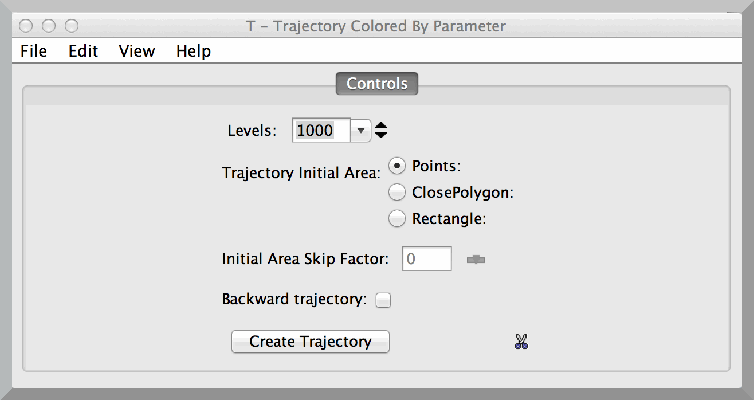 T - Trajectory Colored By Parameter
File Edit View Help
Controls
Levels: 1000
Trajectory Initial Area: Points:
ClosePolygon:
Rectangle:
Initial Area Skip Factor: 0
Backward trajectory:
Create Trajectory